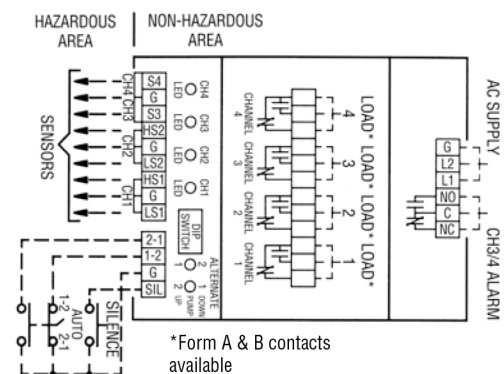 HAZARDOUS AREA
NON-HAZARDOUS AREA
SENSORS
CH4
CH3
CH2
CH1
S4
G
S3
HS2
G
LS2
HS1
G
LS1
LED
CH4
LED
CH3
LED
CH2
LED
CH1
DIP SWITCH
2-1
1-2
G
SIL
ALTERNATE
1 2
2 1
UP DOWN
PUMP
1-2
AUTO
2-1
SILENCE
CHANNEL 4
CHANNEL 3
CHANNEL 2
CHANNEL 1
4 LOAD*
3 LOAD*
2 LOAD*
1 LOAD*
AC SUPPLY
G
L2
L1
NO
C
NC
CH3/4 ALARM
*Form A & B contacts
available